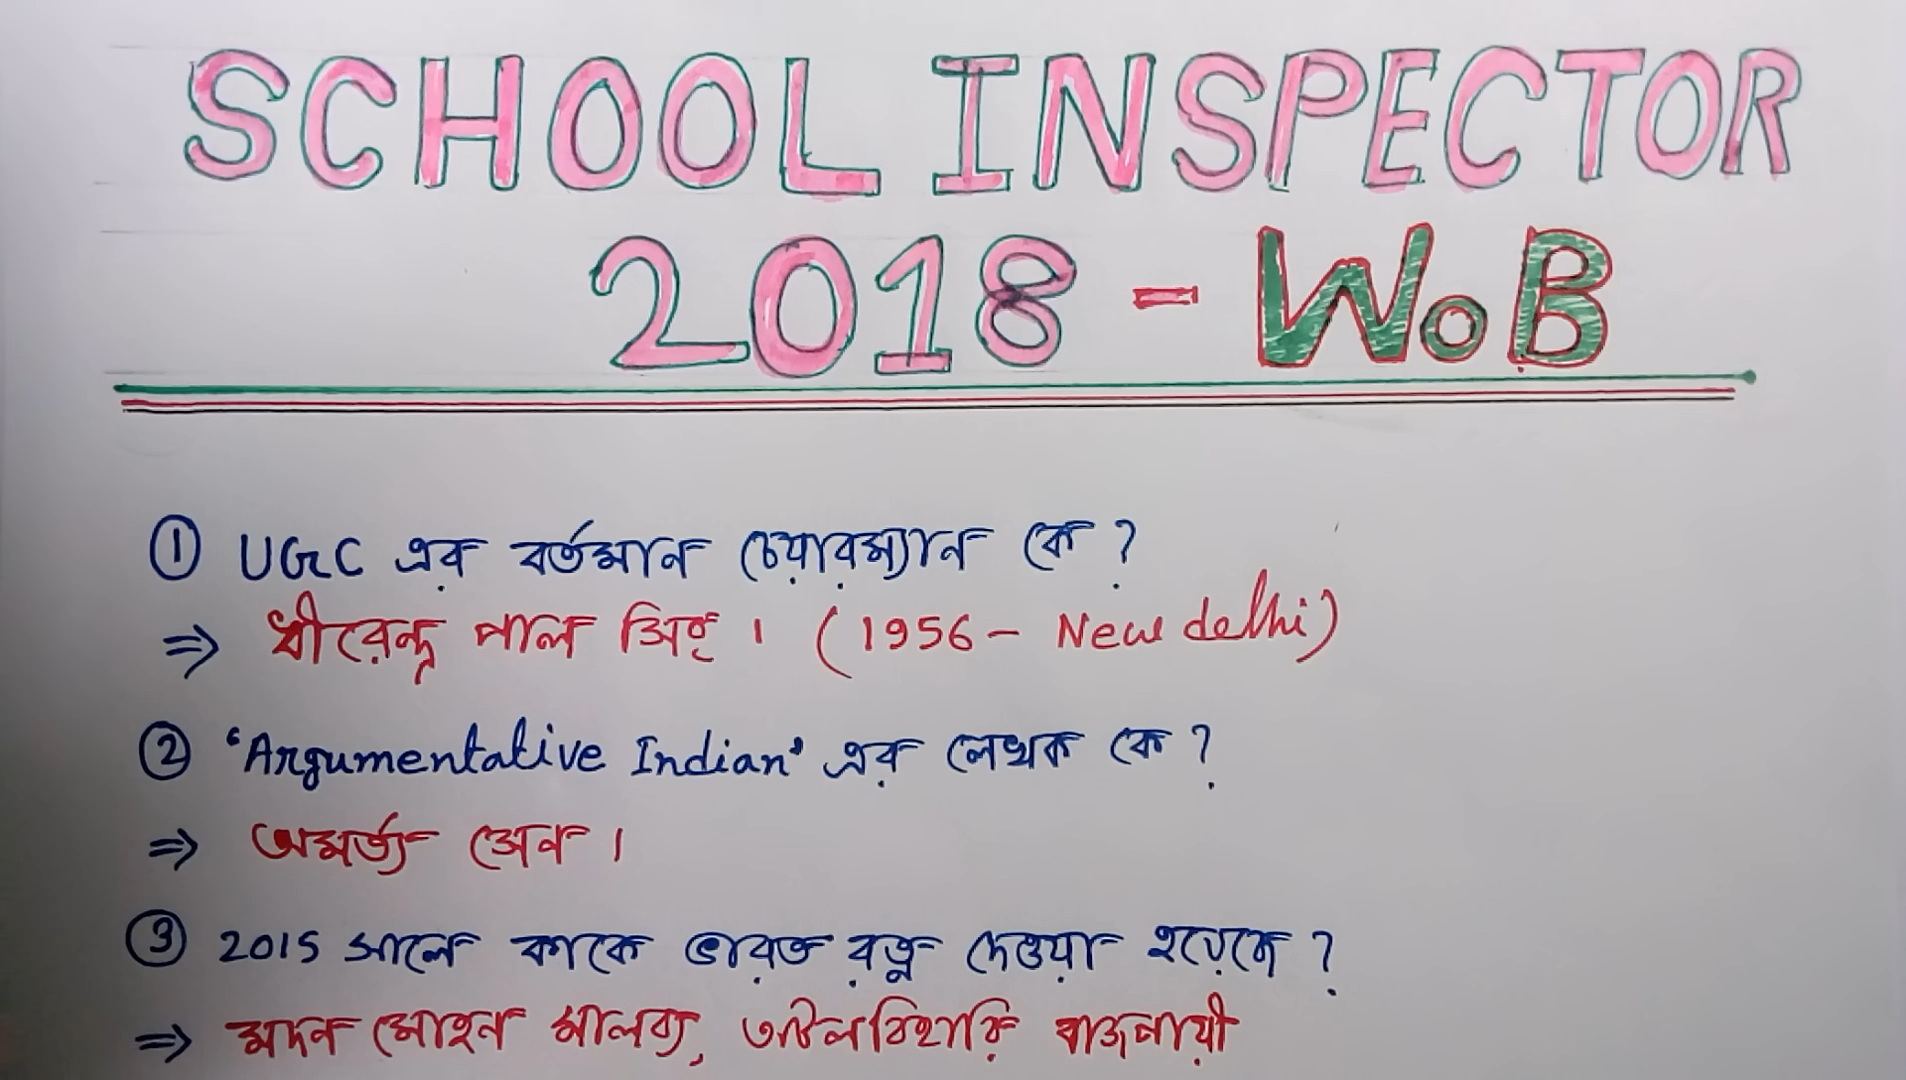 SCHOOL INSPECTOR
2018 - WoB
① UGC এর বর্তমান চেয়ারম্যান কে ?
⇒ ধীরেন্দ্র পাল সিং । (1956 - New delhi)
② ‘Argumentative Indian’ এর লেখক কে ?
⇒ অমর্ত্য সেন ।
③ 2015 সালে কাকে ভারত রত্ন দেওয়া হয়েছে ?
⇒ মদন মোহন মালব্য, অটলবিহারি বাজপায়ী